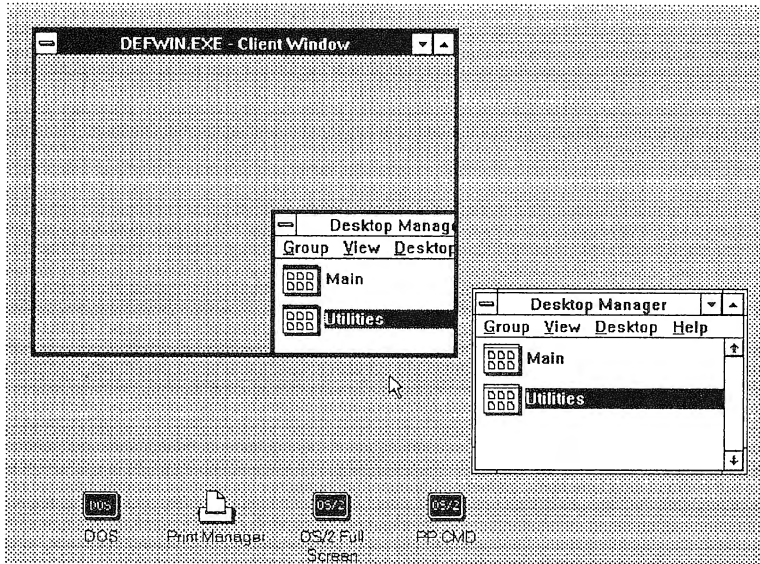 DEFWIN.EXE - Client Window
Desktop Manag
Group View Desktop
Main
Utilities
Desktop Manager
Group View Desktop Help
Main
Utilities
DOS
OS/2
OS/2
DOS
Print Manager
OS/2 Full
Screen
PP.CMD